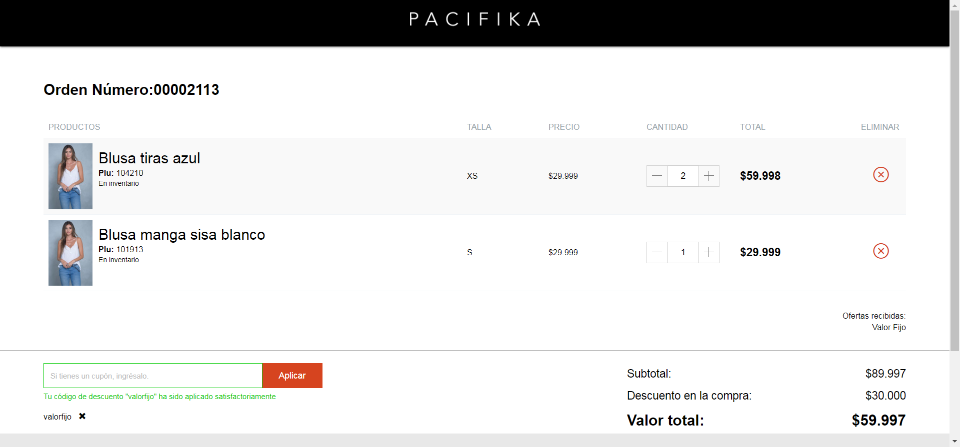 PACIFIKA
Orden Número:00002113
PRODUCTOS TALLA PRECIO CANTIDAD TOTAL ELIMINAR
Blusa tiras azul
Plu: 104210
En inventario
XS $29.999 2 $59.998
Blusa manga sisa blanco
Plu: 101913
En inventario
S $29.999 1 $29.999
Ofertas recibidas:
Valor Fijo
Si tienes un cupón, ingrésalo. Aplicar
Tu código de descuento "valorfijo" ha sido aplicado satisfactoriamente
valorfijo
Subtotal: $89.997
Descuento en la compra: $30.000
Valor total: $59.997